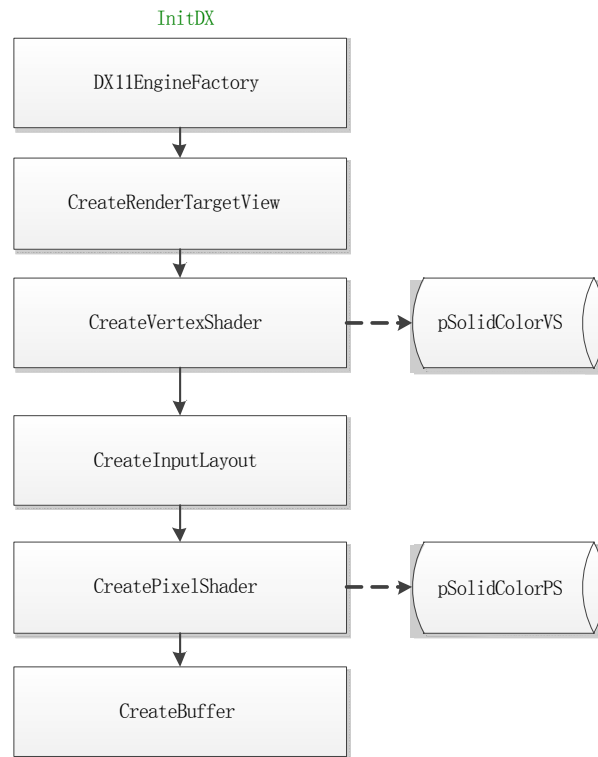 InitDX
DX11EngineFactory
CreateRenderTargetView
CreateVertexShader
pSolidColorVS
CreateInputLayout
CreatePixelShader
pSolidColorPS
CreateBuffer